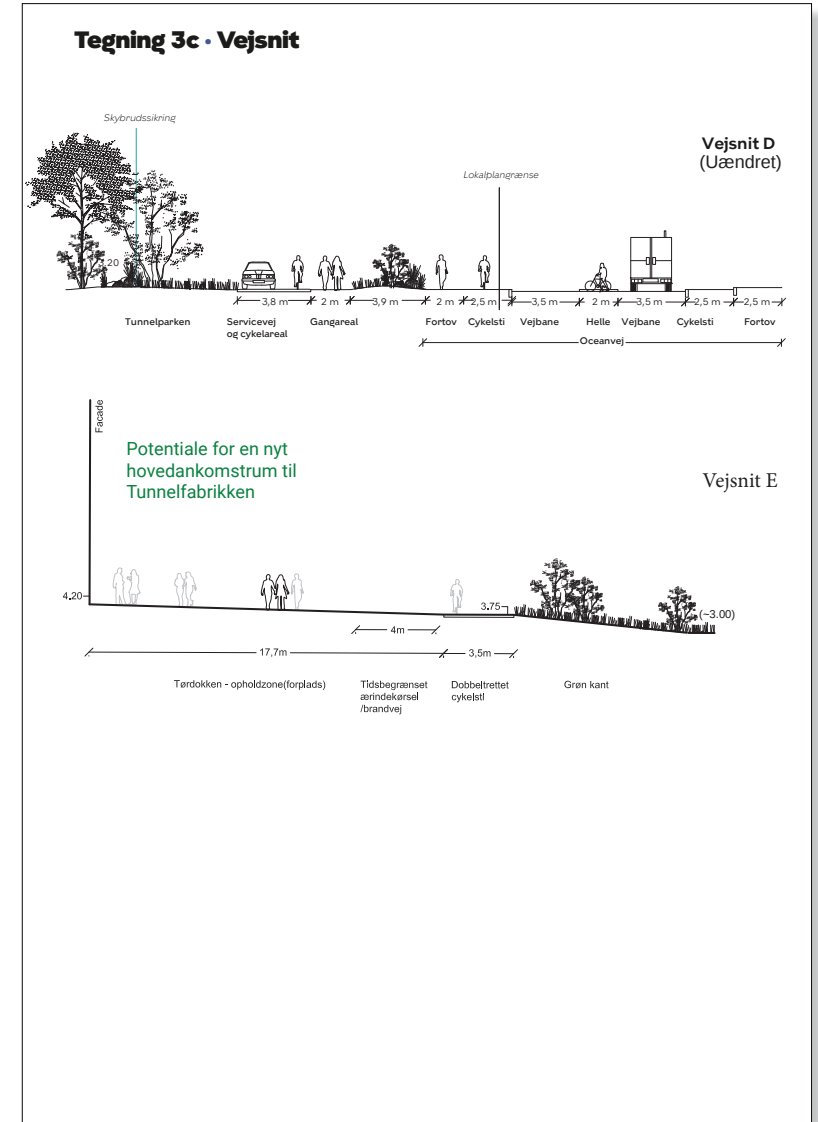 Tegning 3c • Vejsnit
Skybrudssikring
Vejsnit D
(Uændret)
Lokalplangrænse
3,8 m 2 m 3,9 m 2 m 2,5 m 3,5 m 2 m 3,5 m 2,5 m 2,5 m
Tunnelparken Servicevej Gangareal Fortov Cykelsti Vejbane Helle Vejbane Cykelsti Fortov
og cykelareal
Oceanvej
Facade
Potentiale for en nyt
hovedankomstrum til
Tunnelfabrikken
Vejsnit E
4.20
3.75
(~3.00)
4m
17,7m 3,5m
Tørdokken - opholdzone(forplads) Tidsbegrænset Dobbeltrettet Grøn kant
ærindekørsel cykelstI
/brandvej